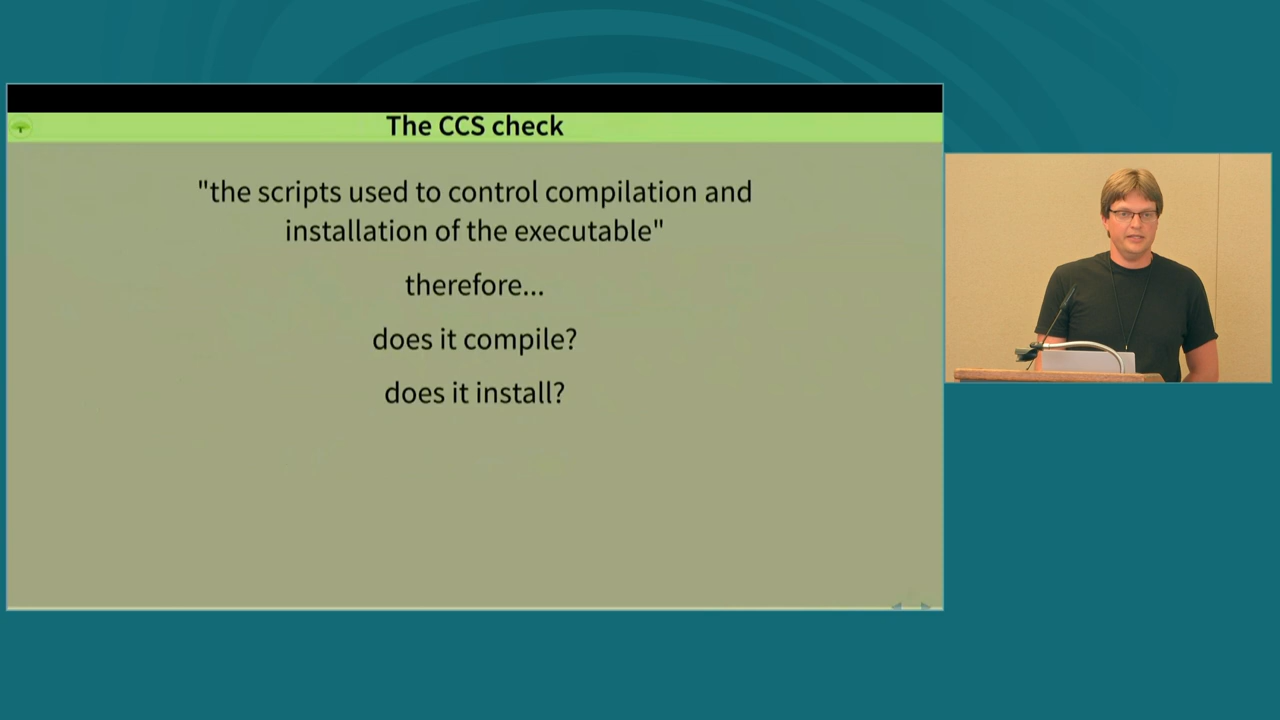 The CCS check
"the scripts used to control compilation and
installation of the executable"
therefore...
does it compile?
does it install?